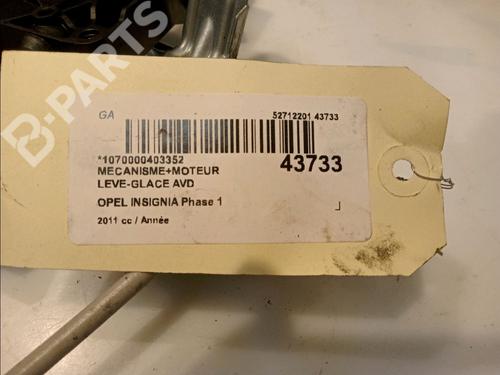 B-PARTS
GA
52712201 43733
*1070000403352
43733
MECANISME+MOTEUR
LEVE-GLACE AVD
OPEL INSIGNIA Phase 1
2011 cc / Année